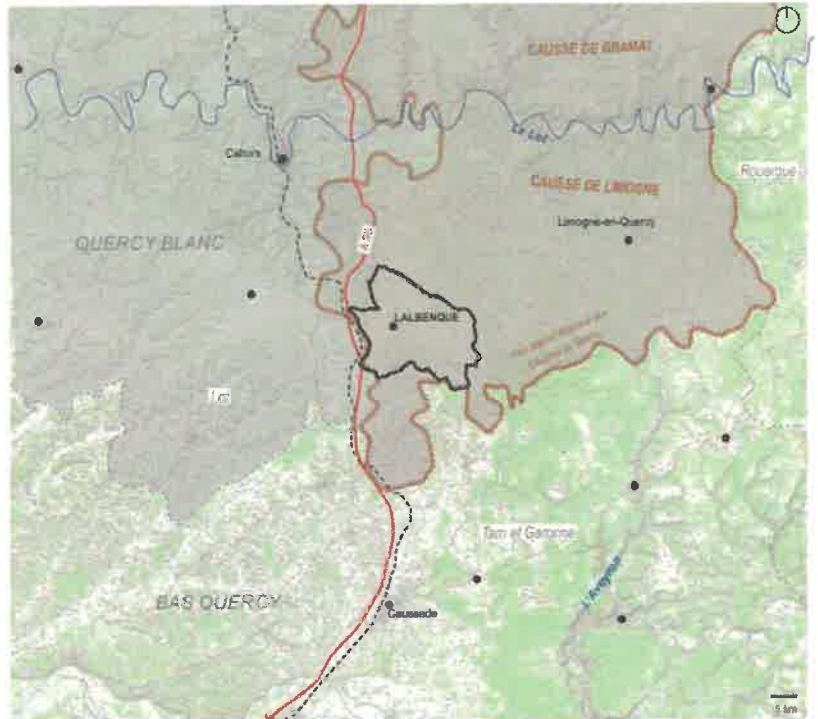 CAUSSE DE GRAMAT
Le Lot
Cahors
Rouergue
CAUSSE DE LIMOGNE
Limogne-en-Quercy
QUERCY BLANC
LALBENQUE
Lot
Tarn et Garonne
L'Aveyron
BAS QUERCY
Caussade
5 km